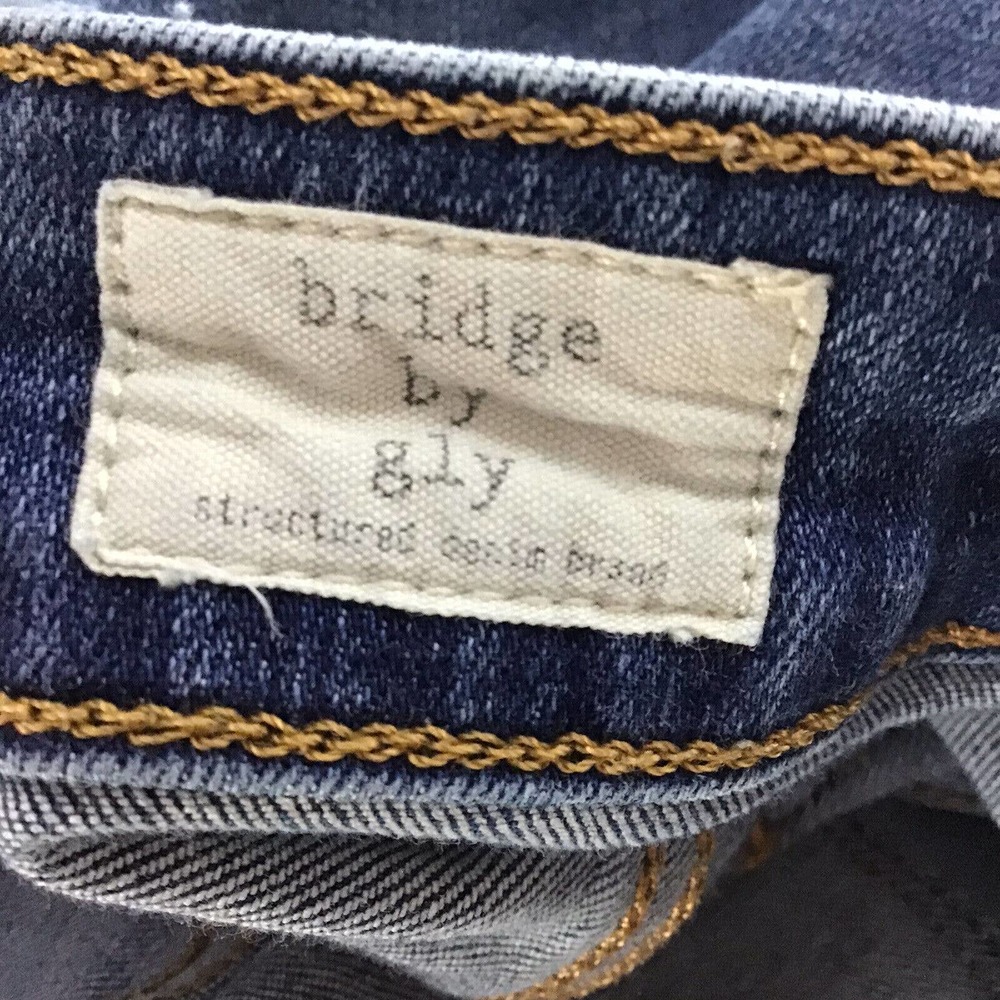 bridge
by
gly
structured denim brand